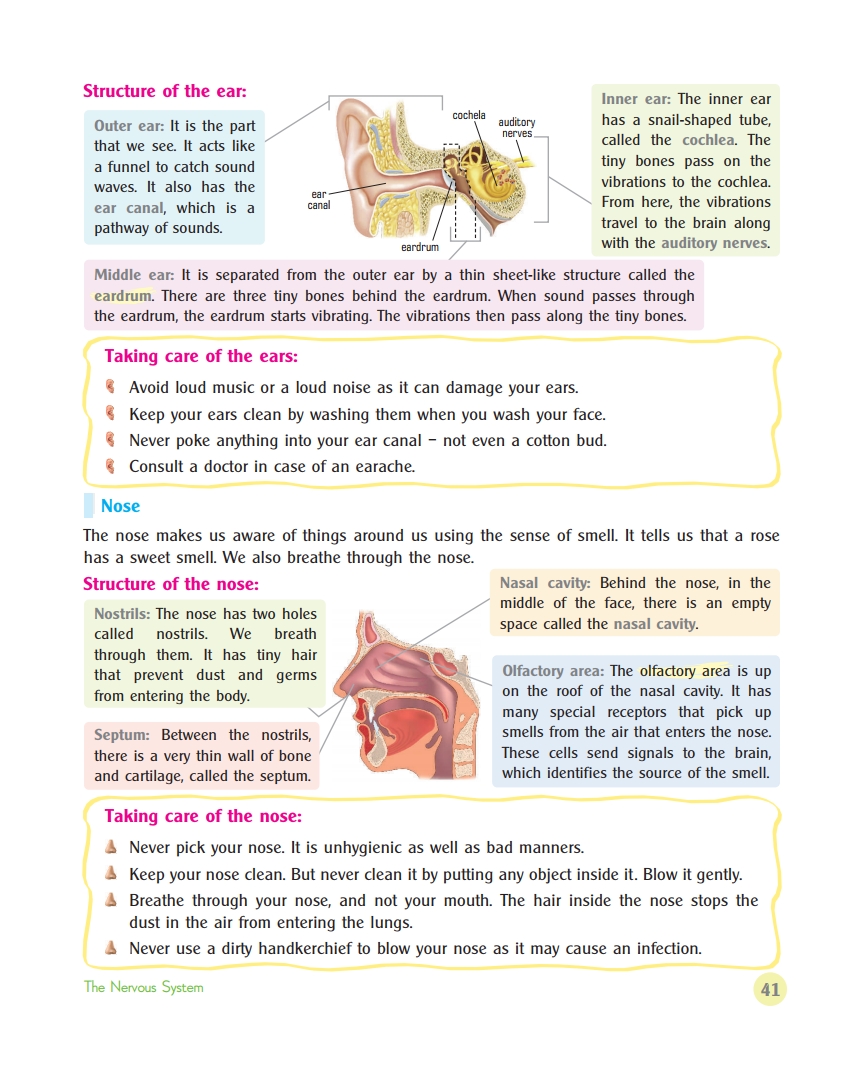 Structure of the ear:
Outer ear: It is the part
that we see. It acts like
a funnel to catch sound
waves. It also has the
ear canal, which is a
pathway of sounds.
cochela
auditory
nerves
ear
canal
eardrum
Inner ear: The inner ear
has a snail-shaped tube,
called the cochlea. The
tiny bones pass on the
vibrations to the cochlea.
From here, the vibrations
travel to the brain along
with the auditory nerves.
Middle ear: It is separated from the outer ear by a thin sheet-like structure called the
eardrum. There are three tiny bones behind the eardrum. When sound passes through
the eardrum, the eardrum starts vibrating. The vibrations then pass along the tiny bones.
Taking care of the ears:
Avoid loud music or a loud noise as it can damage your ears.
Keep your ears clean by washing them when you wash your face.
Never poke anything into your ear canal – not even a cotton bud.
Consult a doctor in case of an earache.
Nose
The nose makes us aware of things around us using the sense of smell. It tells us that a rose
has a sweet smell. We also breathe through the nose.
Structure of the nose:
Nostrils: The nose has two holes
called nostrils. We breath
through them. It has tiny hair
that prevent dust and germs
from entering the body.
Septum: Between the nostrils,
there is a very thin wall of bone
and cartilage, called the septum.
Nasal cavity: Behind the nose, in the
middle of the face, there is an empty
space called the nasal cavity.
Olfactory area: The olfactory area is up
on the roof of the nasal cavity. It has
many special receptors that pick up
smells from the air that enters the nose.
These cells send signals to the brain,
which identifies the source of the smell.
Taking care of the nose:
Never pick your nose. It is unhygienic as well as bad manners.
Keep your nose clean. But never clean it by putting any object inside it. Blow it gently.
Breathe through your nose, and not your mouth. The hair inside the nose stops the
dust in the air from entering the lungs.
Never use a dirty handkerchief to blow your nose as it may cause an infection.
The Nervous System
41